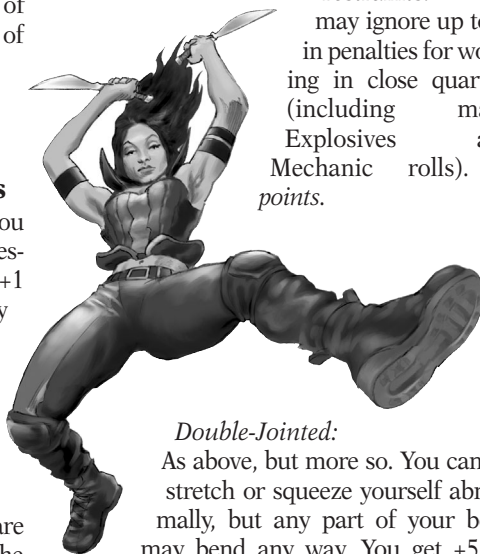 of
of
s
ou
es-
+1
y
are
may ignore up to
in penalties for wo
ing in close quar
(including ma
Explosives a
Mechanic rolls).
points.
Double-Jointed:
As above, but more so. You can
stretch or squeeze yourself abr
mally, but any part of your b
may bend any way. You get +5